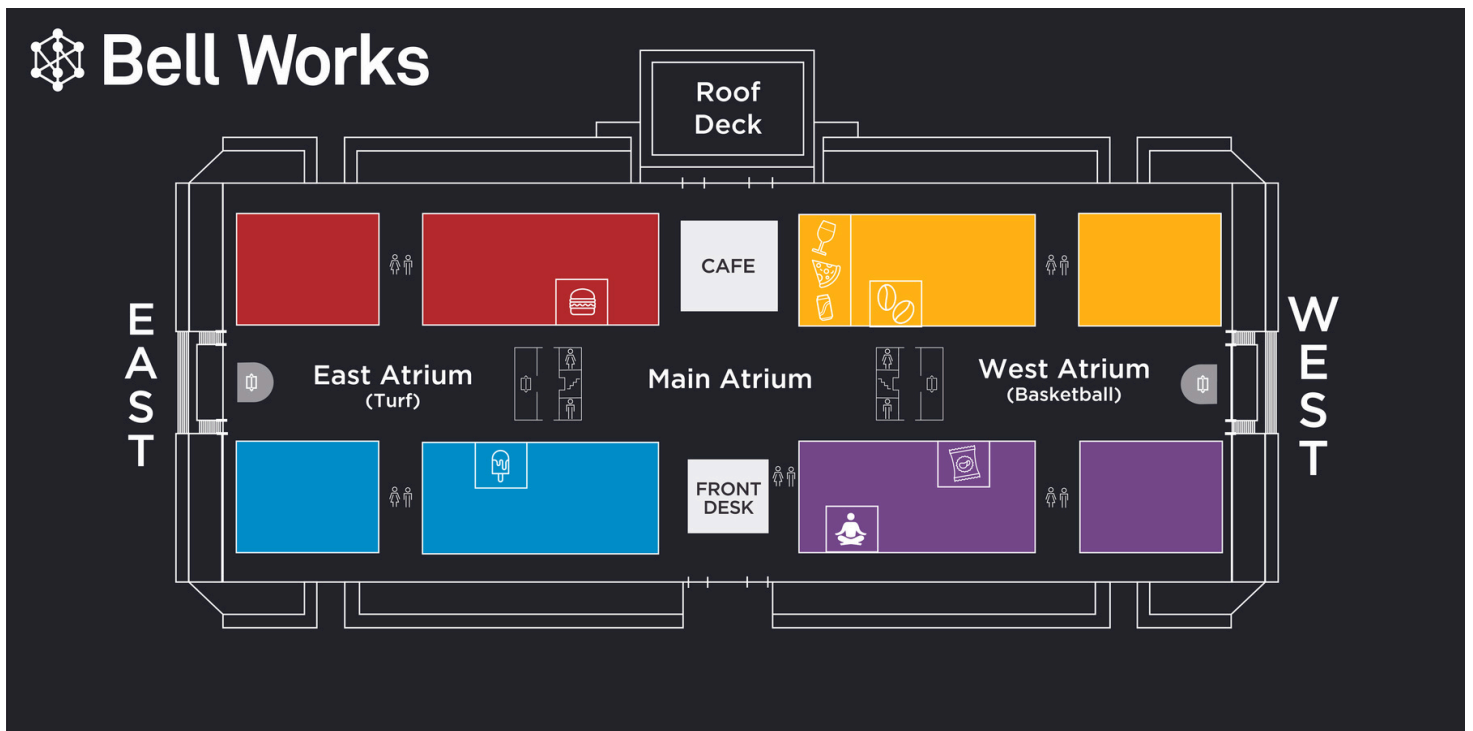 Bell Works
Roof
Deck
CAFE
EAST
East Atrium
(Turf)
Main Atrium
West Atrium
(Basketball)
WEST
FRONT
DESK